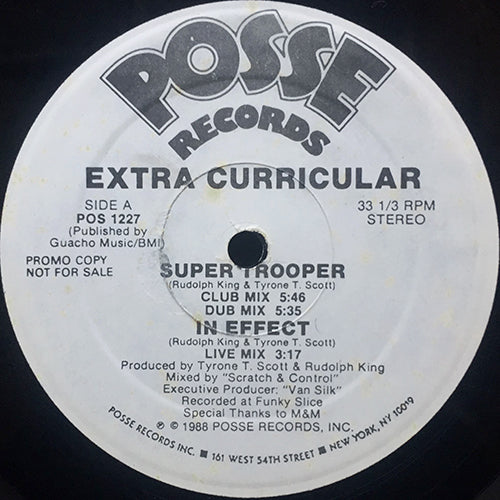 POSSE
RECORDS
EXTRA CURRICULAR
SIDE A
POS 1227
(Published by
Guacho Music/BMI)
33 1/3 RPM
STEREO
PROMO COPY
NOT FOR SALE
SUPER TROOPER
(Rudolph King & Tyrone T. Scott)
CLUB MIX 5:46
DUB MIX 5:35
IN EFFECT
(Rudolph King & Tyrone T. Scott)
LIVE MIX 3:17
Produced by Tyrone T. Scott & Rudolph King
Mixed by "Scratch & Control"
Executive Producer: "Van Silk"
Recorded at Funky Slice
Special Thanks to M&M
℗ © 1988 POSSE RECORDS, INC.
POSSE RECORDS INC. ■ 161 WEST 54TH STREET ■ NEW YORK, NY 10019